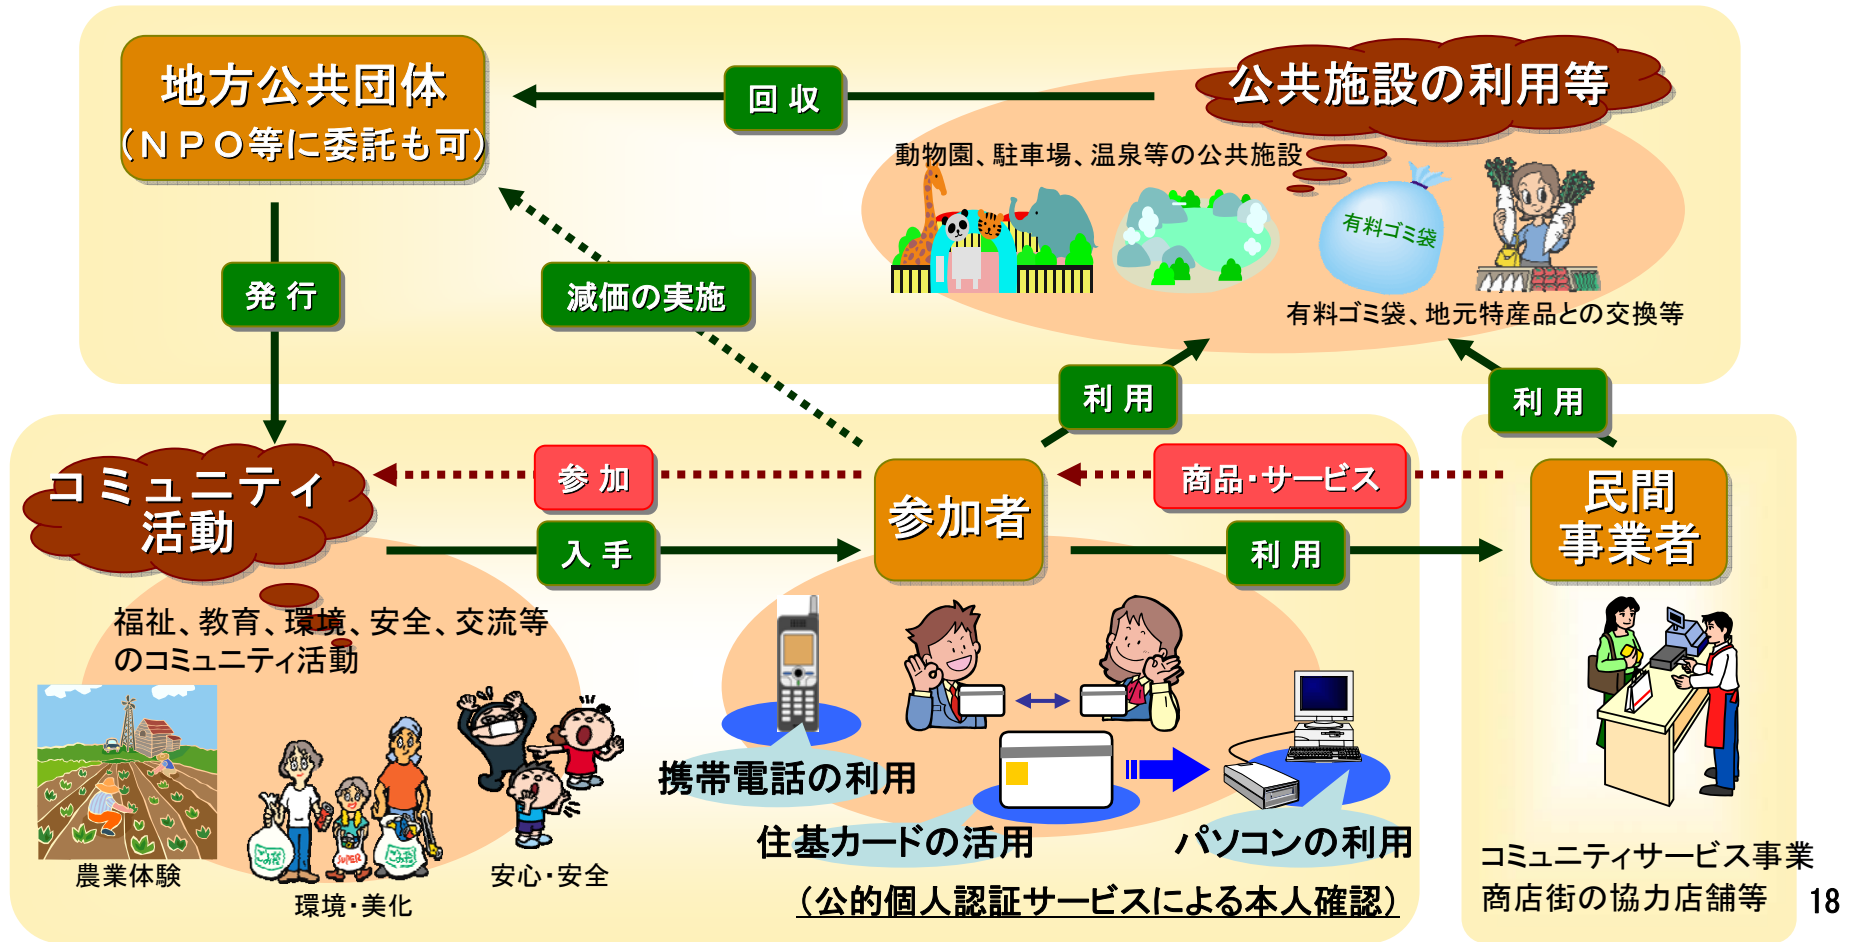 地方公共団体
（ＮＰＯ等に委託も可）
回 収
公共施設の利用等
動物園、駐車場、温泉等の公共施設
有料ゴミ袋
有料ゴミ袋、地元特産品との交換等
発 行
減価の実施
利 用
利 用
コミュニティ
活動
参 加
入 手
参加者
商品・サービス
利 用
民間
事業者
福祉、教育、環境、安全、交流等
のコミュニティ活動
農業体験
環境・美化
SUPER
安心・安全
携帯電話の利用
住基カードの活用
パソコンの利用
（公的個人認証サービスによる本人確認）
コミュニティサービス事業
商店街の協力店舗等
18